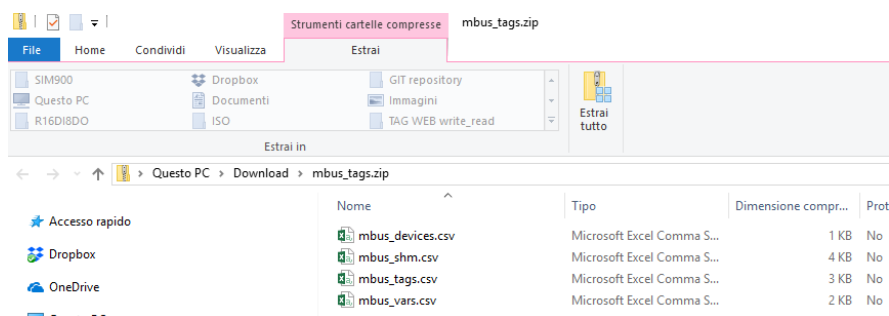 Strumenti cartelle compresse mbus_tags.zip
File Home Condividi Visualizza Estrai
SIM900 Dropbox GIT repository
Questo PC Documenti Immagini
R16DI8DO ISO TAG WEB write_read
Estrai tutto
Estrai in
Questo PC > Download > mbus_tags.zip
Nome Tipo Dimensione compr... Prot
Accesso rapido
Dropbox
OneDrive
mbus_devices.csv Microsoft Excel Comma S... 1 KB No
mbus_shm.csv Microsoft Excel Comma S... 4 KB No
mbus_tags.csv Microsoft Excel Comma S... 3 KB No
mbus_vars.csv Microsoft Excel Comma S... 2 KB No